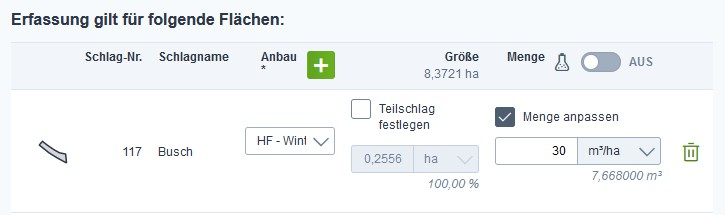 Erfassung gilt für folgende Flächen:
Schlag-Nr. Schlagname Anbau * Größe 8,3721 ha Menge AUS
117 Busch HF - Wint
Teilschlag
festlegen
0,2556 ha
100,00 %
Menge anpassen
30 m³/ha
7,668000 m³